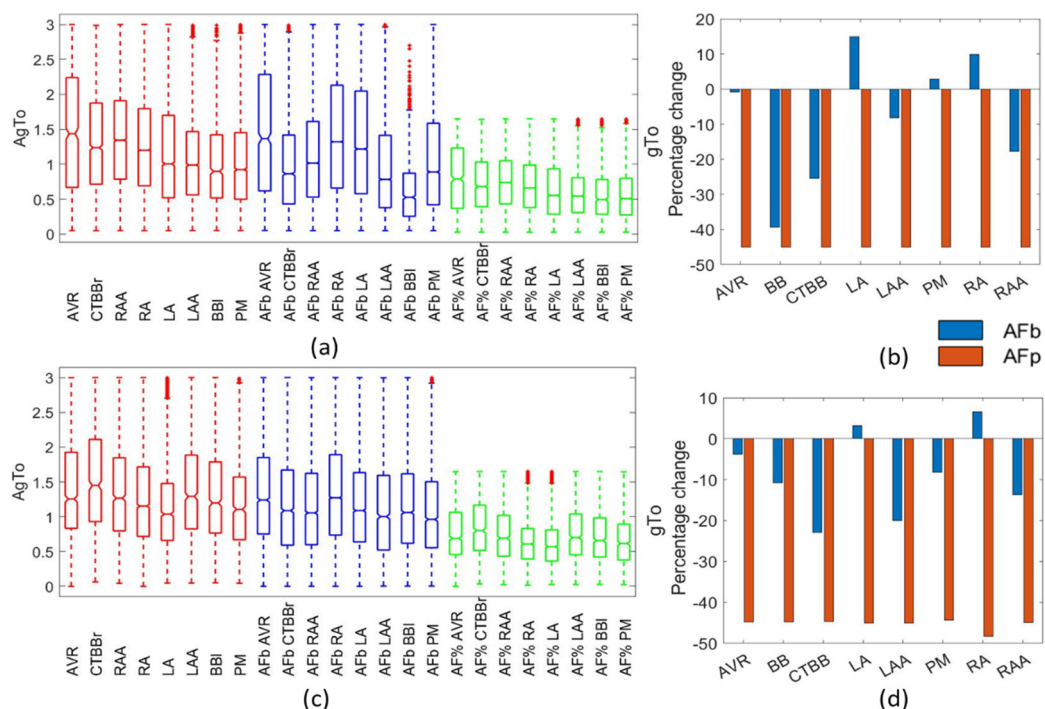 AgTo
3
2.5
2
1.5
1
0.5
0
AVR
CTBBr
RAA
RA
LA
LAA
BBI
PM
AFb AVR
AFb CTBBr
AFb RAA
AFb RA
AFb LA
AFb LAA
AFb BBI
AFb PM
AF% AVR
AF% CTBBr
AF% RAA
AF% RA
AF% LA
AF% LAA
AF% BBI
AF% PM
(a)
gTo
Percentage change
20
10
0
-10
-20
-30
-40
-50
AVR
BB
CTBB
LA
LAA
PM
RA
RAA
(b)
AFb
AFp
AgTo
3
2.5
2
1.5
1
0.5
0
AVR
CTBBr
RAA
RA
LA
LAA
BBI
PM
AFb AVR
AFb CTBBr
AFb RAA
AFb RA
AFb LA
AFb LAA
AFb BBI
AFb PM
AF% AVR
AF% CTBBr
AF% RAA
AF% RA
AF% LA
AF% LAA
AF% BBI
AF% PM
(c)
gTo
Percentage change
10
0
-10
-20
-30
-40
-50
AVR
BB
CTBB
LA
LAA
PM
RA
RAA
(d)